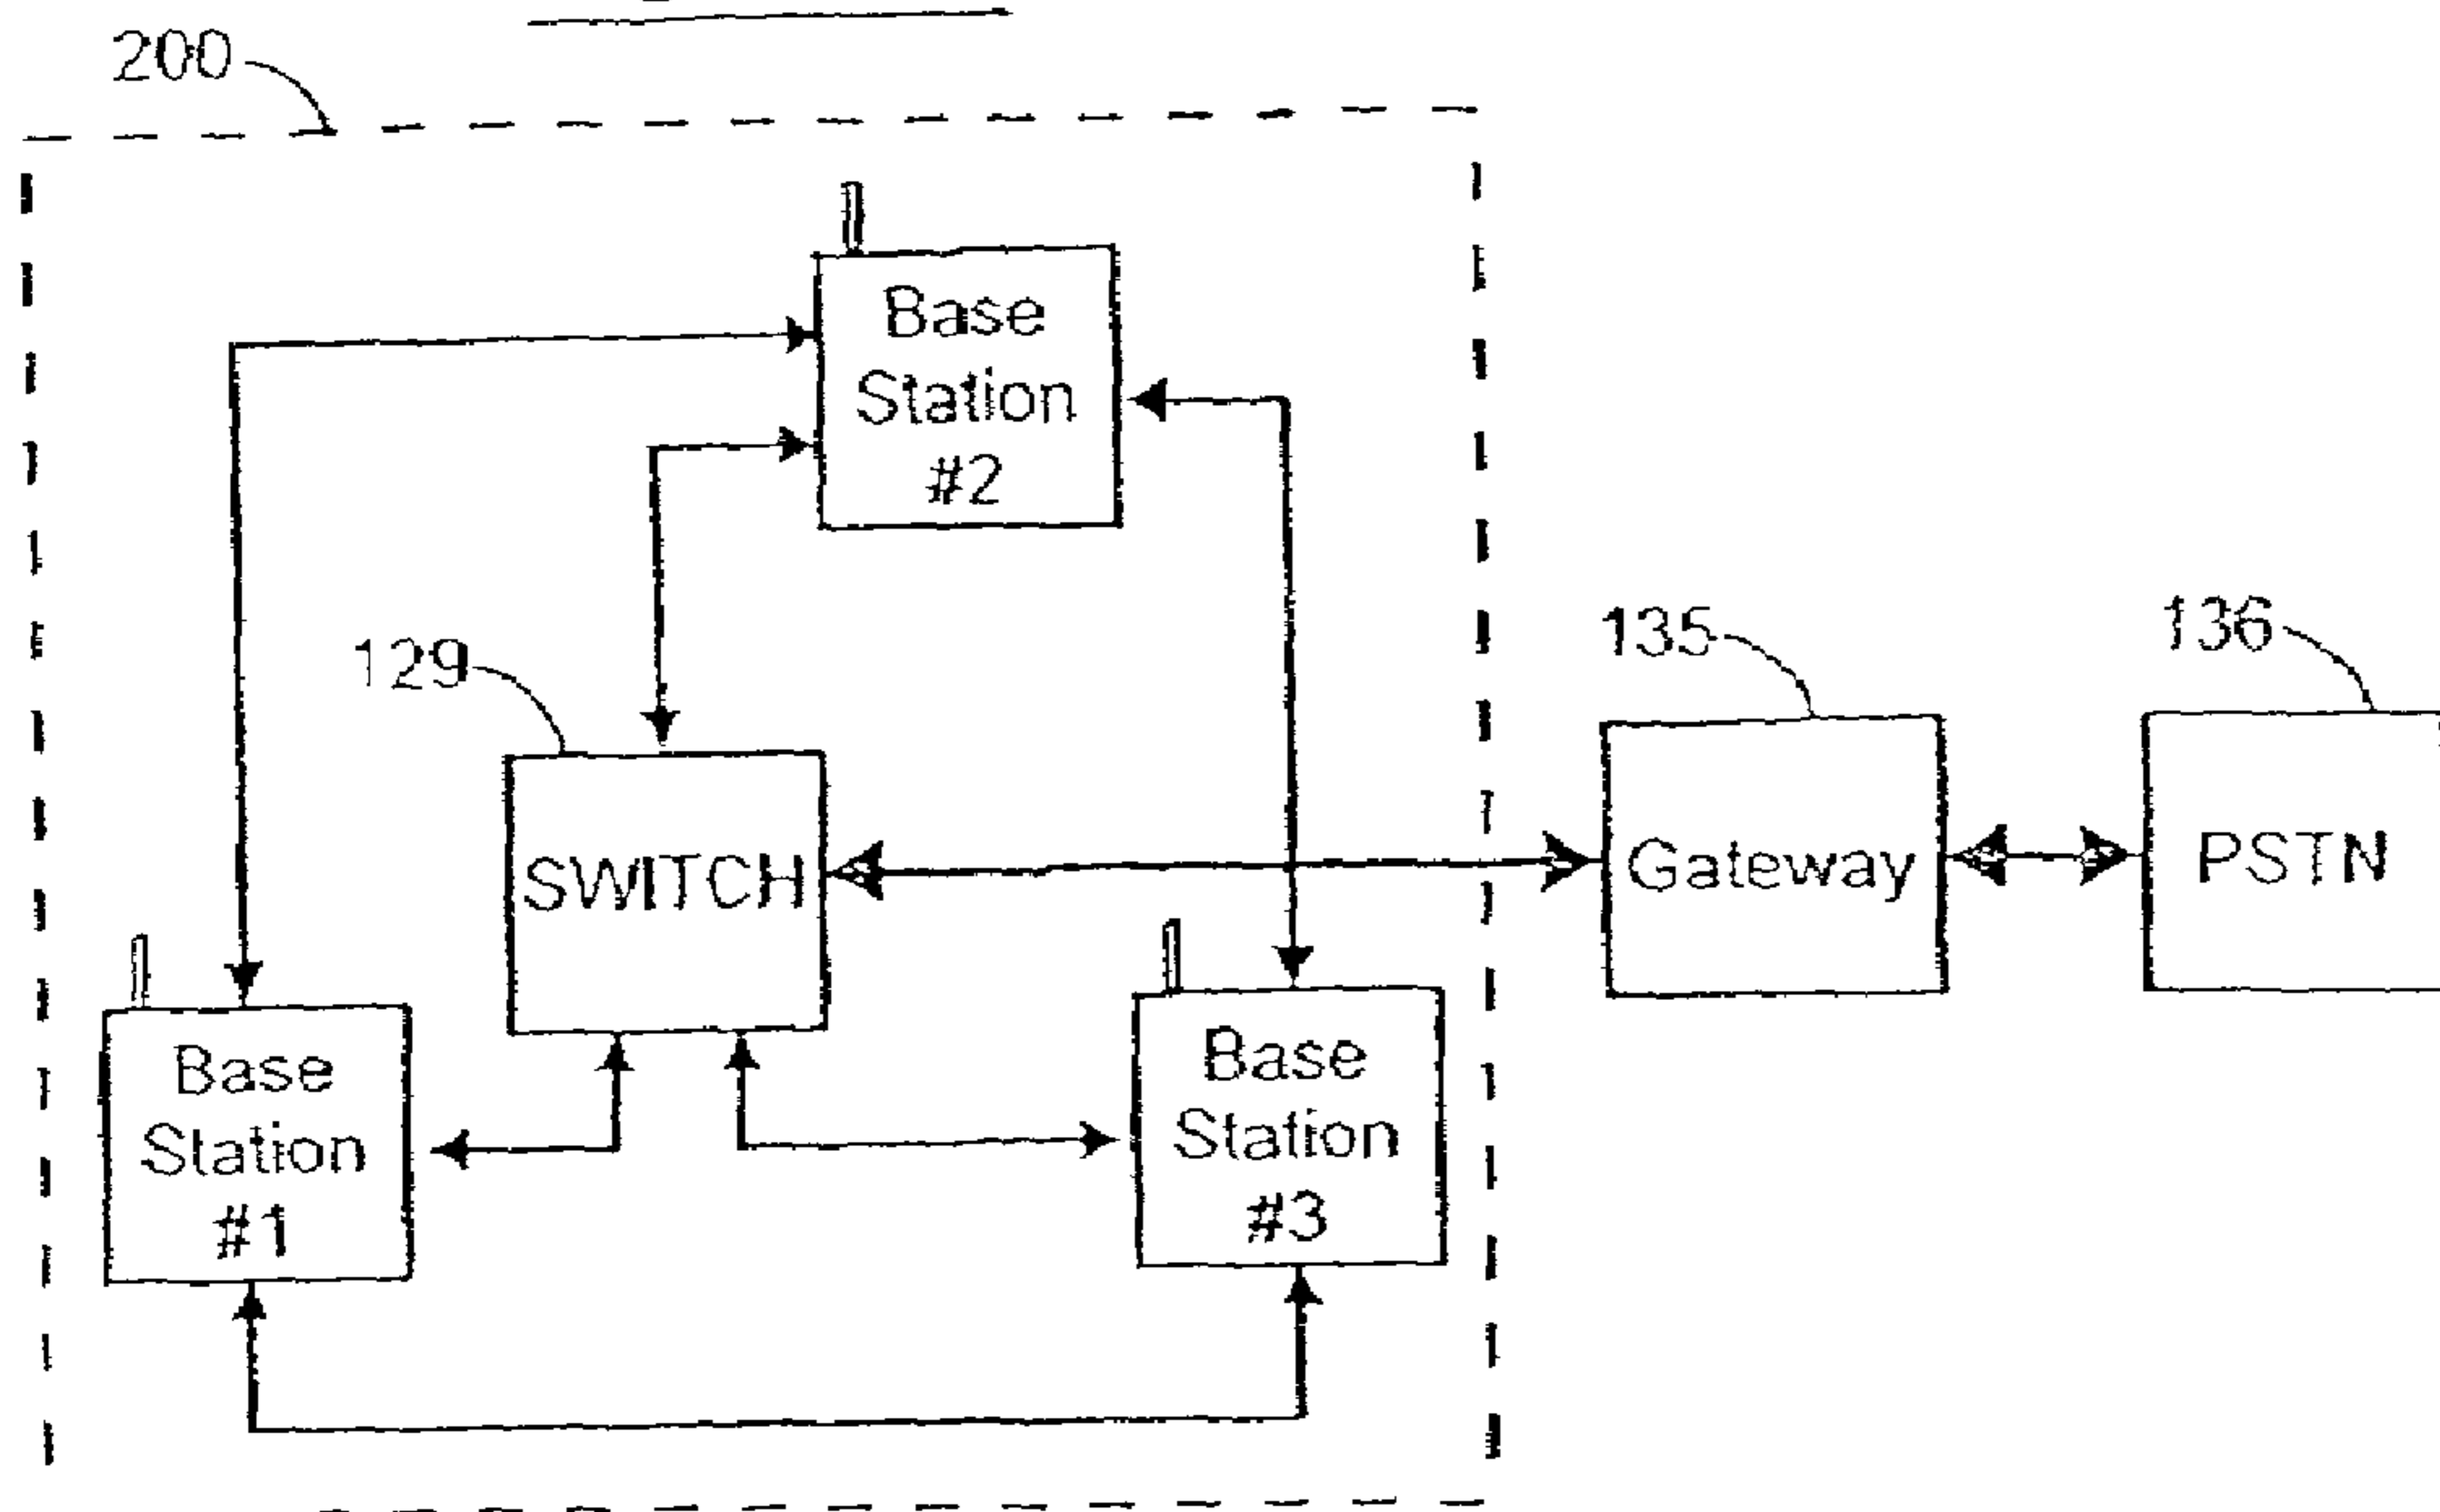 200
Base
Station
#2
129
135
136
SWITCH
Gateway
PSTN
Base
Station
#1
Base
Station
#3